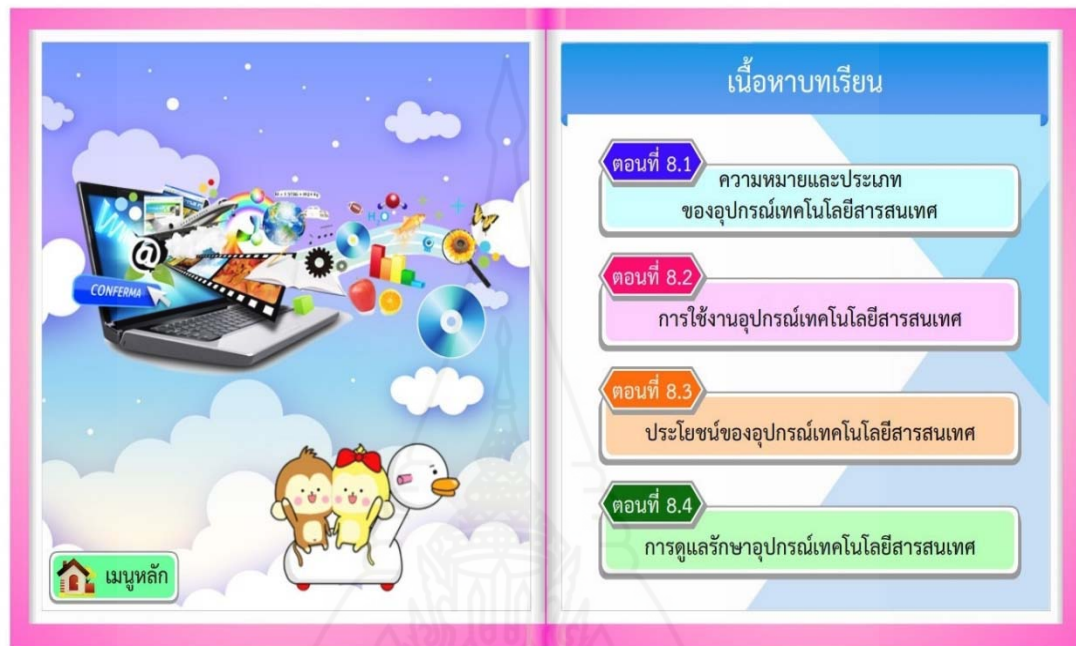 CONFERMA
@
H₂O
เมนูหลัก
เนื้อหาบทเรียน
ตอนที่ 8.1
ความหมายและประเภท
ของอุปกรณ์เทคโนโลยีสารสนเทศ
ตอนที่ 8.2
การใช้งานอุปกรณ์เทคโนโลยีสารสนเทศ
ตอนที่ 8.3
ประโยชน์ของอุปกรณ์เทคโนโลยีสารสนเทศ
ตอนที่ 8.4
การดูแลรักษาอุปกรณ์เทคโนโลยีสารสนเทศ